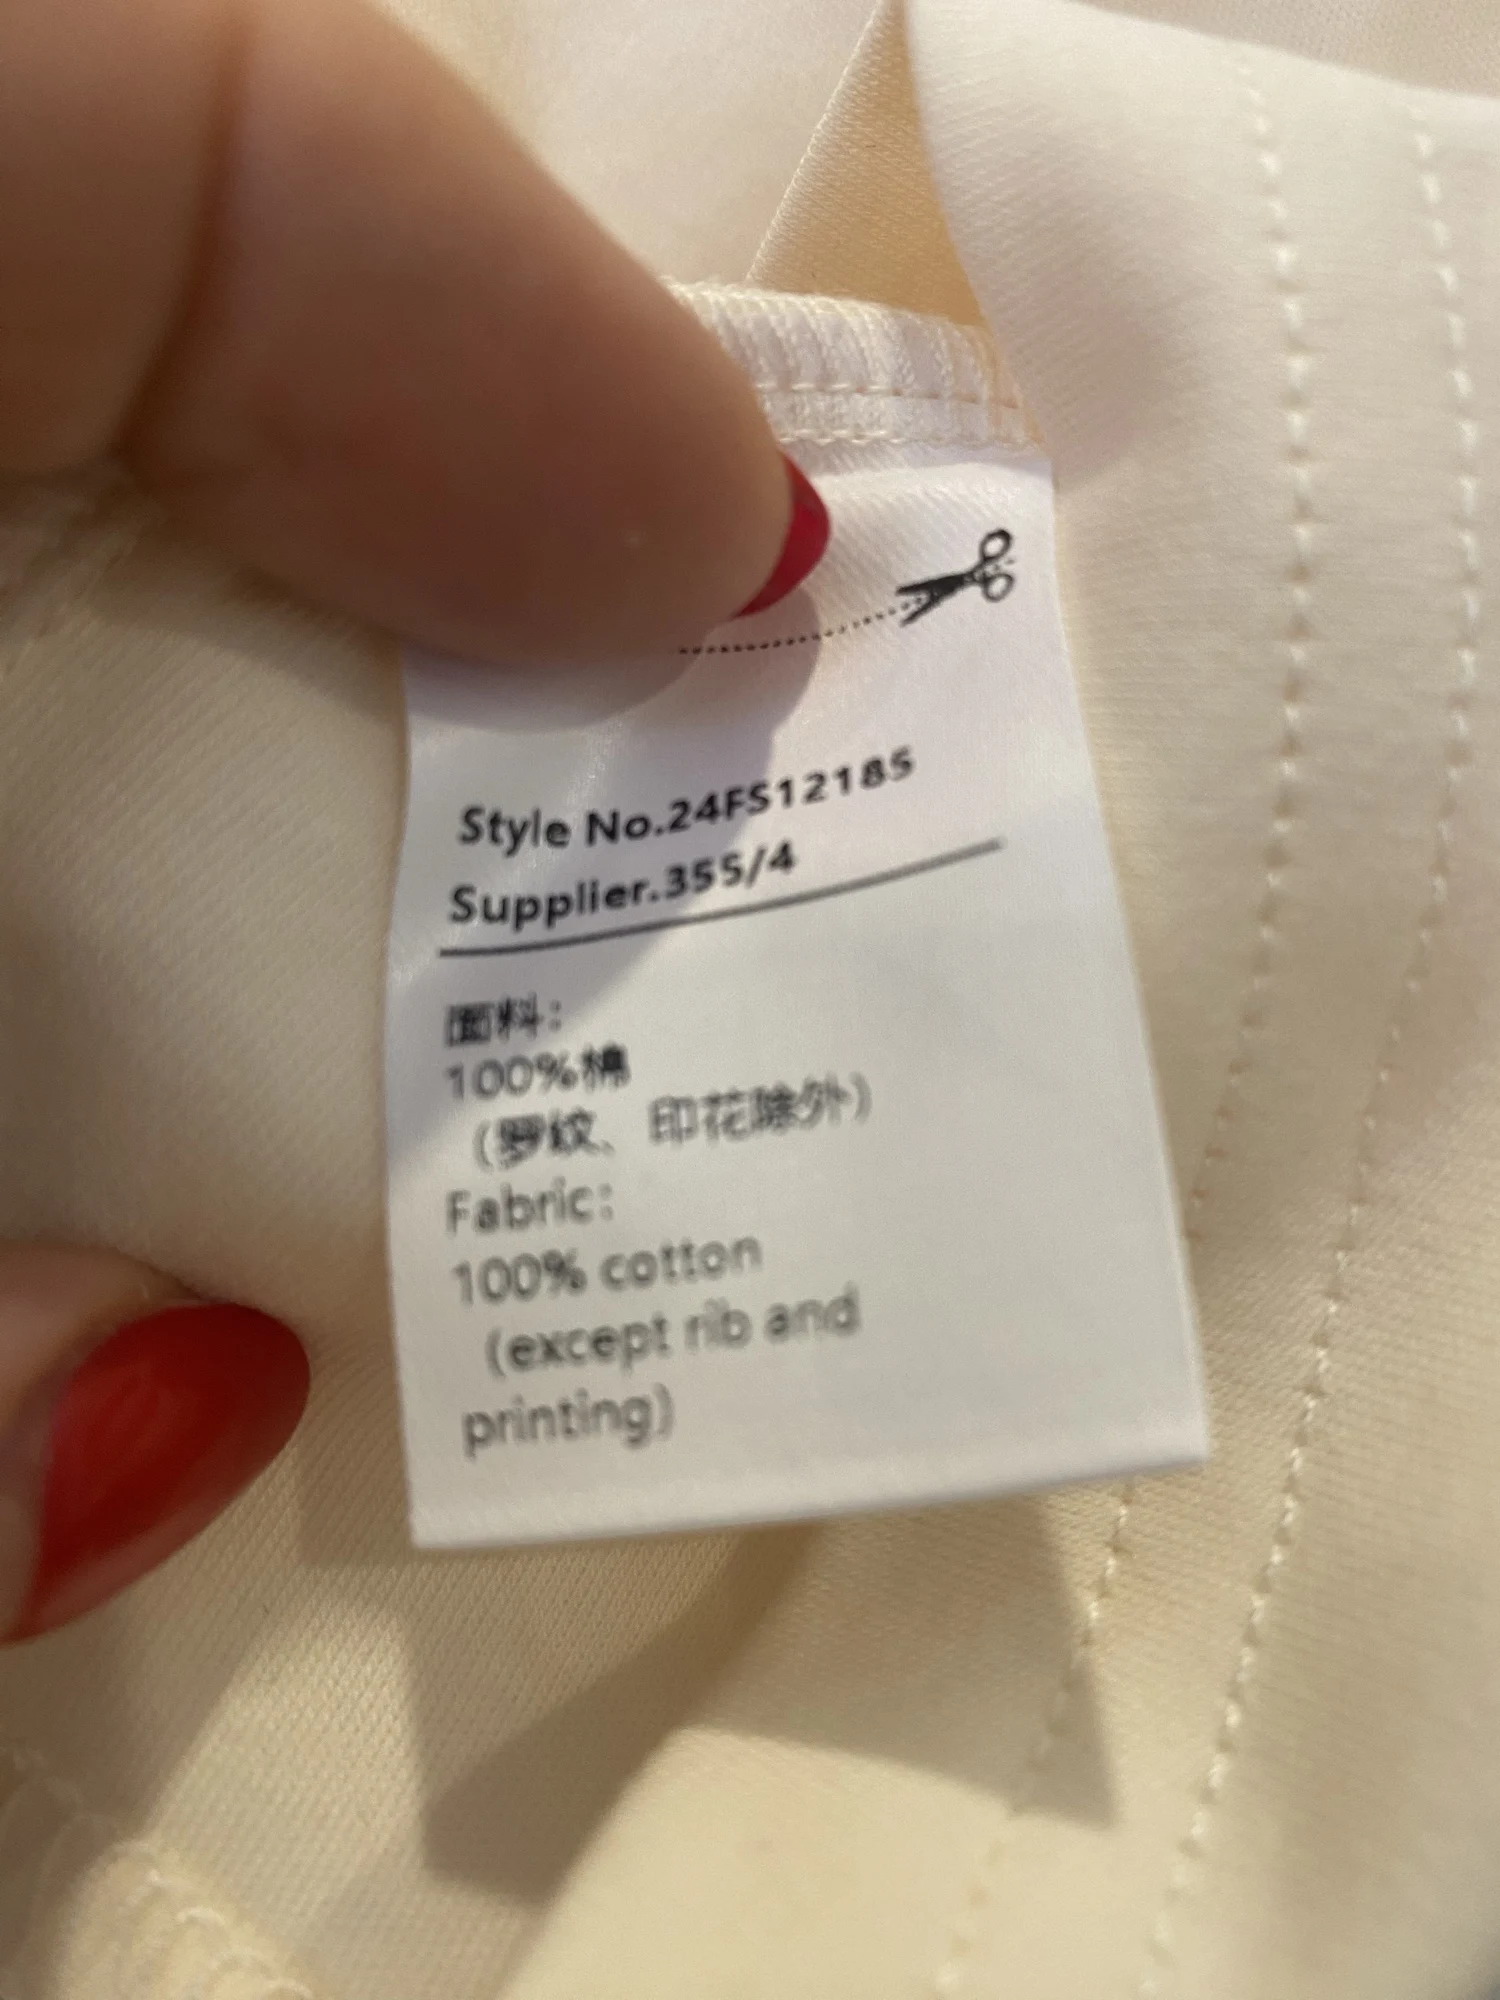 Style No.24FS12185
Supplier.355/4
面料：
100%棉
（罗纹、印花除外）
Fabric:
100% cotton
（except rib and
printing）